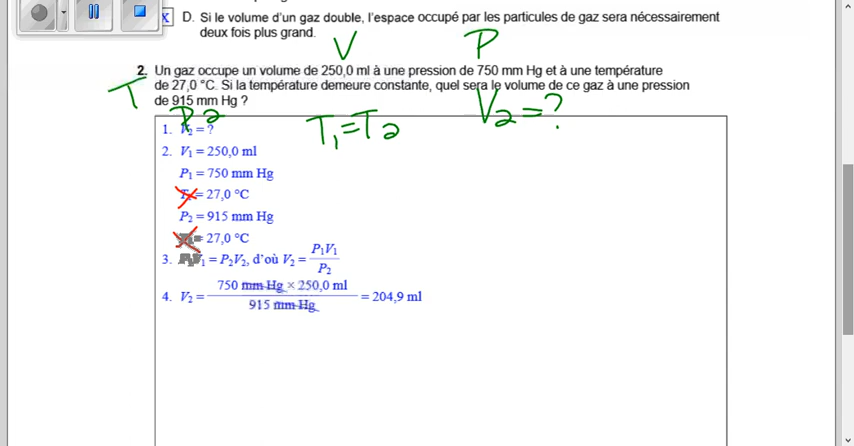 X D. Si le volume d'un gaz double, l'espace occupé par les particules de gaz sera nécessairement
deux fois plus grand.
V P
2. Un gaz occupe un volume de 250,0 ml à une pression de 750 mm Hg et à une température
T de 27,0 °C. Si la température demeure constante, quel sera le volume de ce gaz à une pression
de 915 mm Hg ?
P2 T1=T2 V2=?
1. V2 = ?
2. V1 = 250,0 ml
P1 = 750 mm Hg
= 27,0 °C
P2 = 915 mm Hg
= 27,0 °C
3. P1V1 = P2V2, d'où V2 = P1V1 / P2
4. V2 = 750 mm Hg × 250,0 ml / 915 mm Hg = 204,9 ml